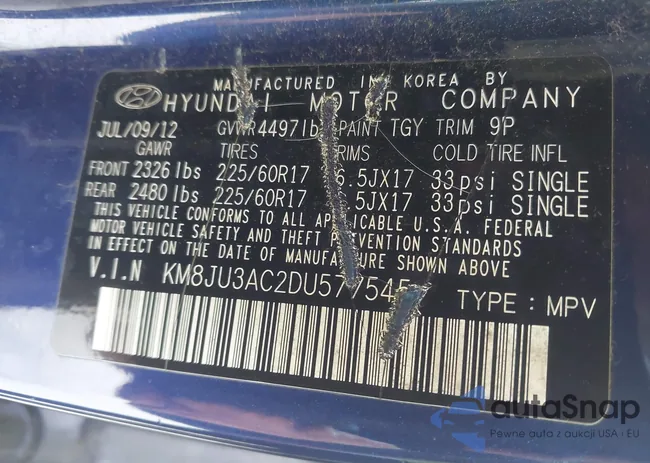 MANUFACTURED IN KOREA BY
HYUNDAI MOTOR COMPANY
JUL/09/12 GVWR 4497lb PAINT TGY TRIM 9P
GAWR TIRES RIMS COLD TIRE INFL
FRONT 2326 lbs 225/60R17 6.5JX17 33psi SINGLE
REAR 2480 lbs 225/60R17 .5JX17 33psi SINGLE
THIS VEHICLE CONFORMS TO ALL APPLICABLE U.S.A. FEDERAL
MOTOR VEHICLE SAFETY AND THEFT PREVENTION STANDARDS
IN EFFECT ON THE DATE OF MANUFACTURE SHOWN ABOVE
V.I.N KM8JU3AC2DU577545 TYPE : MPV
autaSnap
Pewne auta z aukcji USA · EU